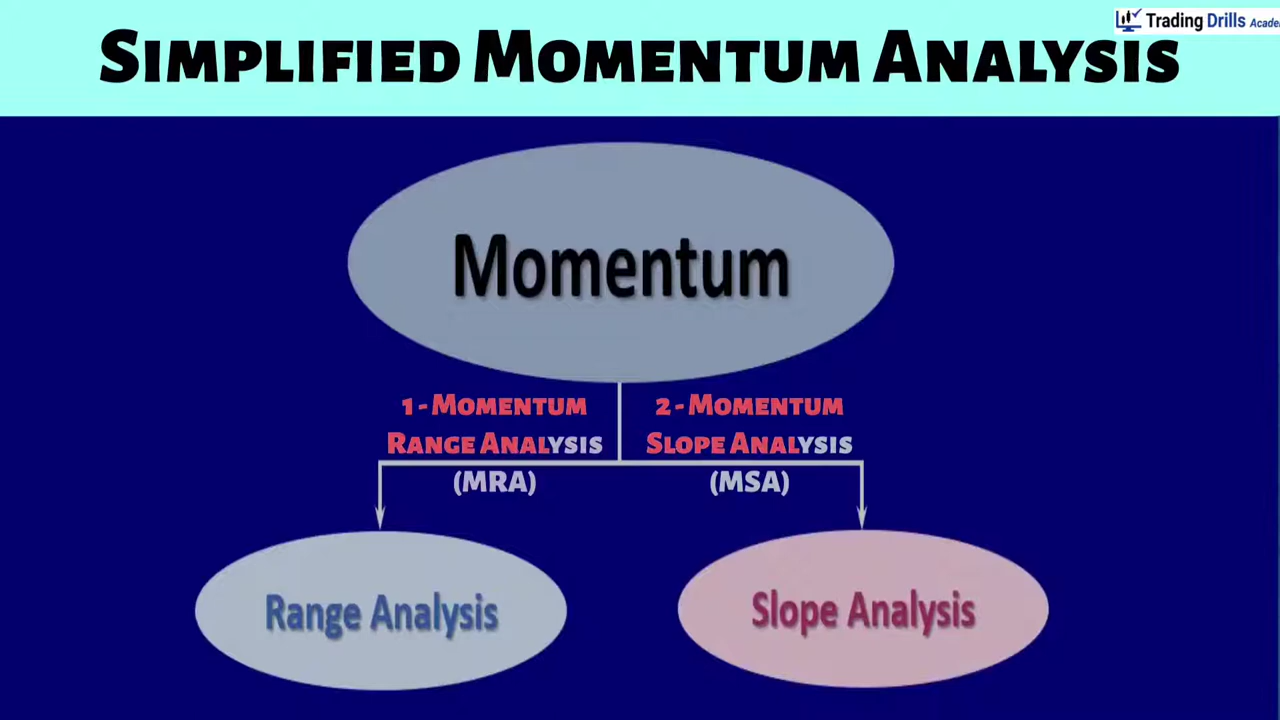 Trading Drills
SIMPLIFIED MOMENTUM ANALYSIS
Momentum
1 - MOMENTUM
RANGE ANALYSIS
(MRA)
2 - MOMENTUM
SLOPE ANALYSIS
(MSA)
Range Analysis
Slope Analysis